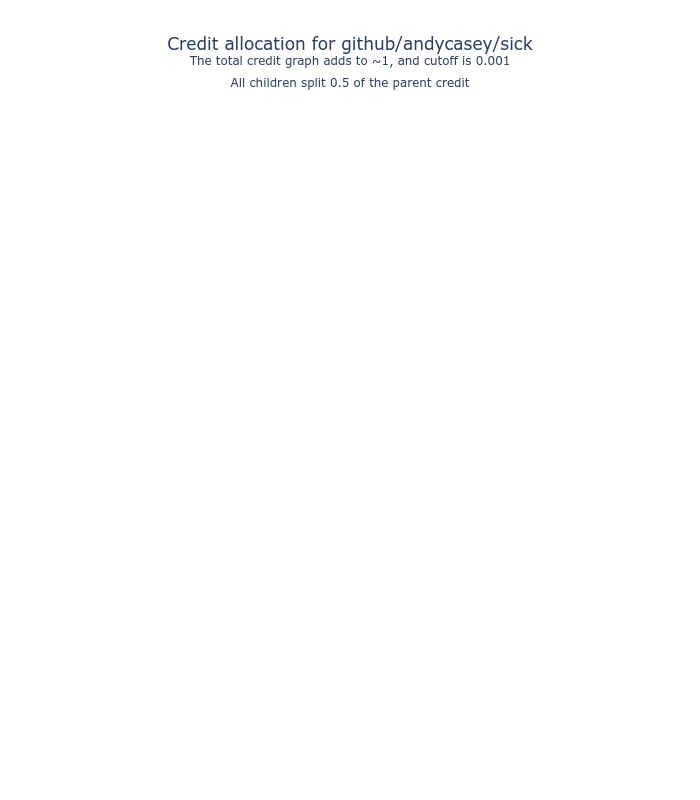 Credit allocation for github/andycasey/sick
The total credit graph adds to ~1, and cutoff is 0.001
All children split 0.5 of the parent credit